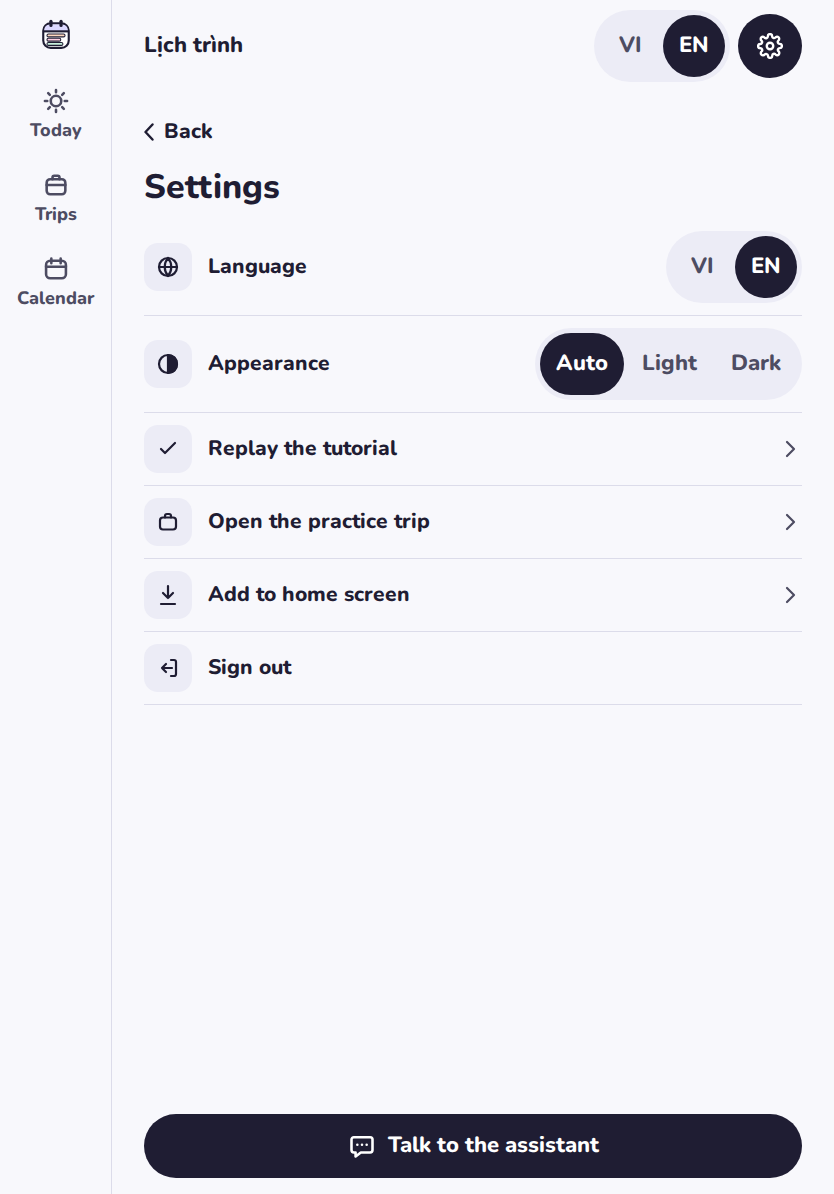 Lịch trình
VI
EN
Today
Trips
Calendar
Back
Settings
Language
VI
EN
Appearance
Auto
Light
Dark
Replay the tutorial
Open the practice trip
Add to home screen
Sign out
Talk to the assistant